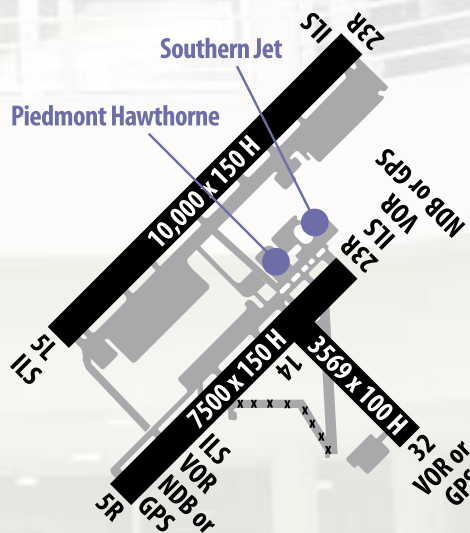 Southern Jet
Piedmont Hawthorne
ILS
23R
10,000 x 150 H
5L
ILS
NDB or GPS
VOR
ILS
23R
7500 x 150 H
14
3569 x 100 H
32
VOR or
GPS
5R
ILS
VOR
NDB or
GPS
x x x x x x x x